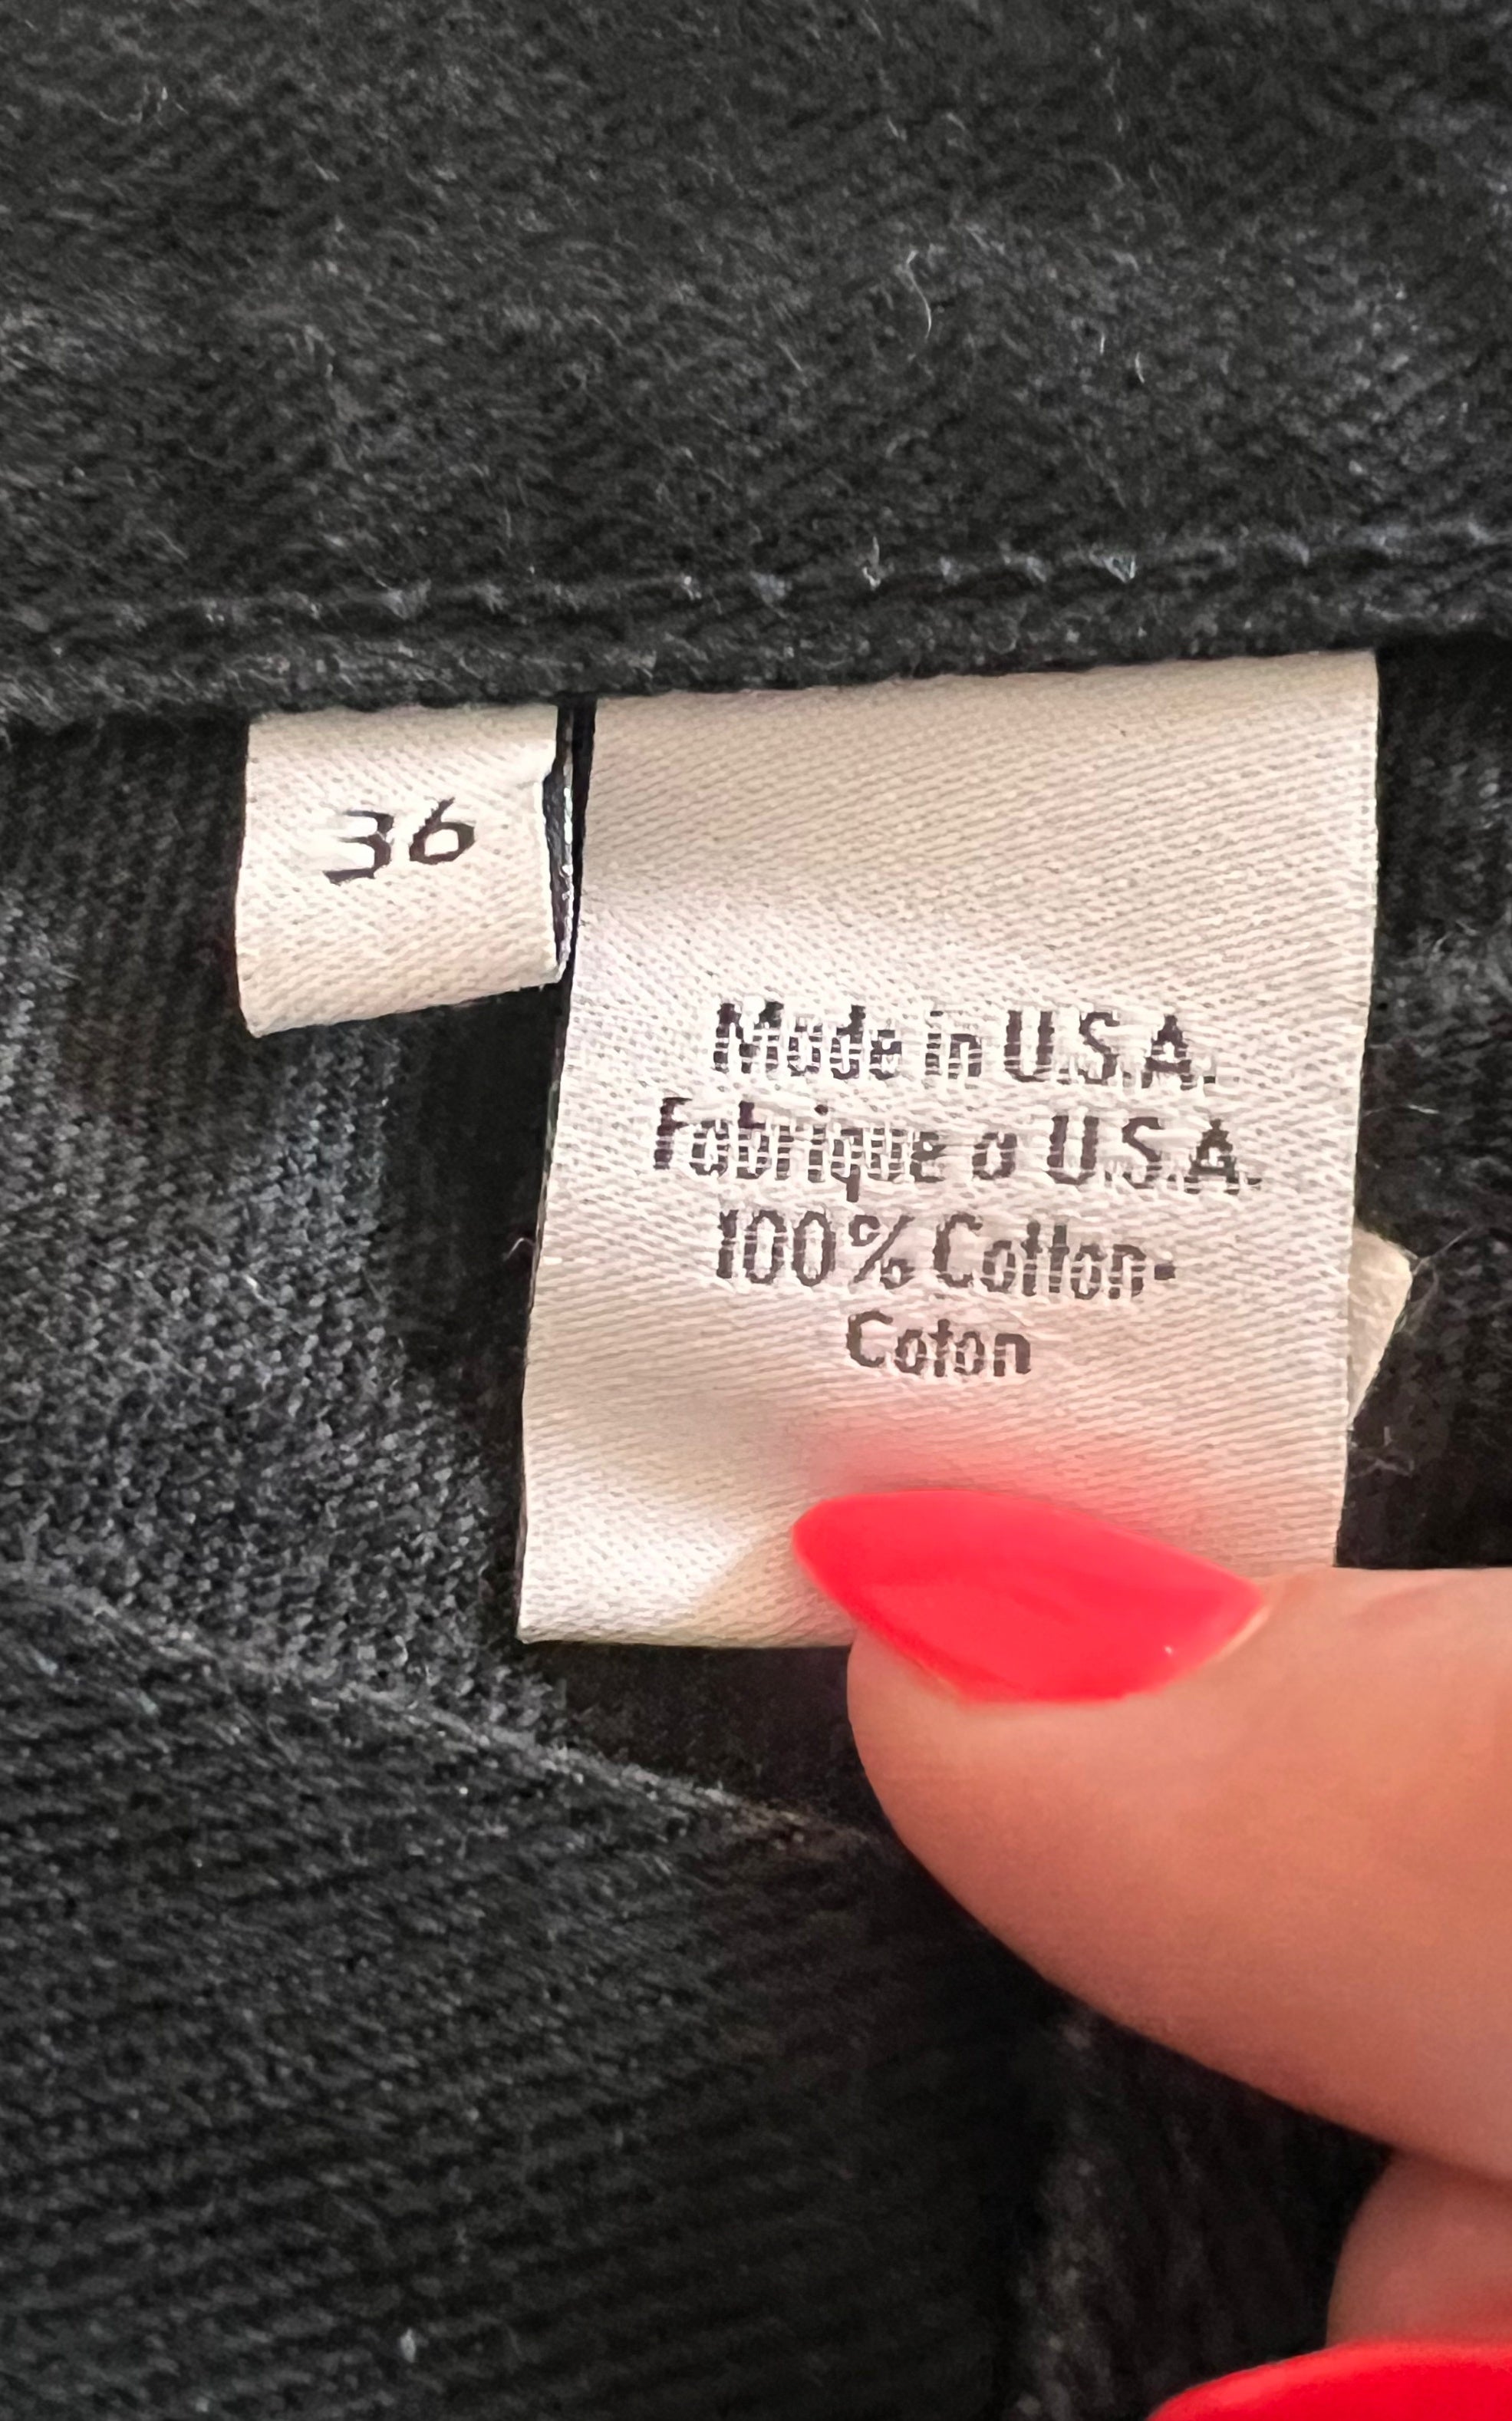 36
Made in U.S.A.
Fabrique a U.S.A.
100% Cotton-
Coton